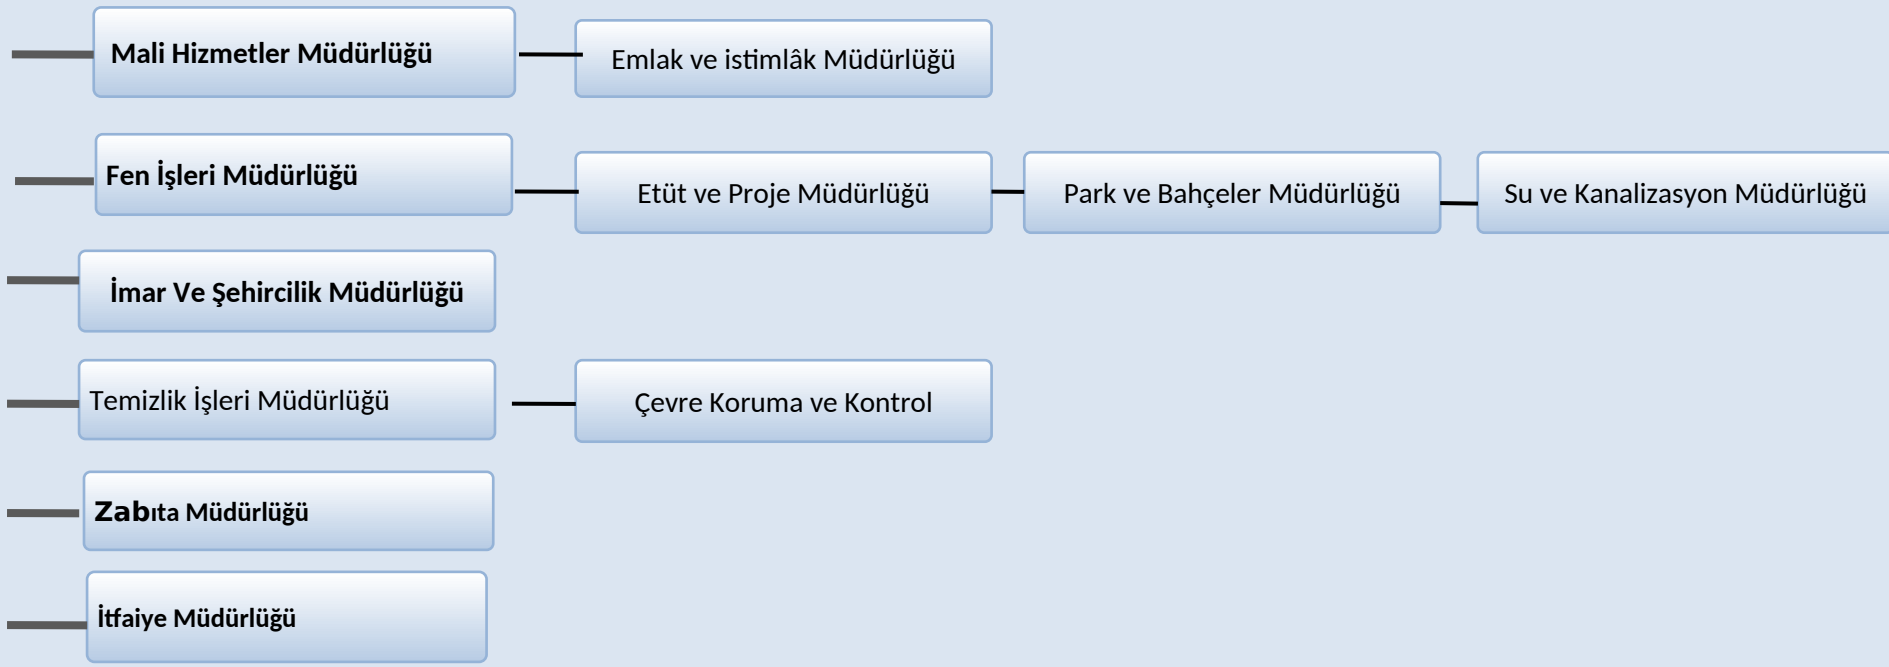 Mali Hizmetler Müdürlüğü
Emlak ve istimlâk Müdürlüğü
Fen İşleri Müdürlüğü
Etüt ve Proje Müdürlüğü
Park ve Bahçeler Müdürlüğü
Su ve Kanalizasyon Müdürlüğü
İmar Ve Şehircilik Müdürlüğü
Temizlik İşleri Müdürlüğü
Çevre Koruma ve Kontrol
Zabıta Müdürlüğü
İtfaiye Müdürlüğü